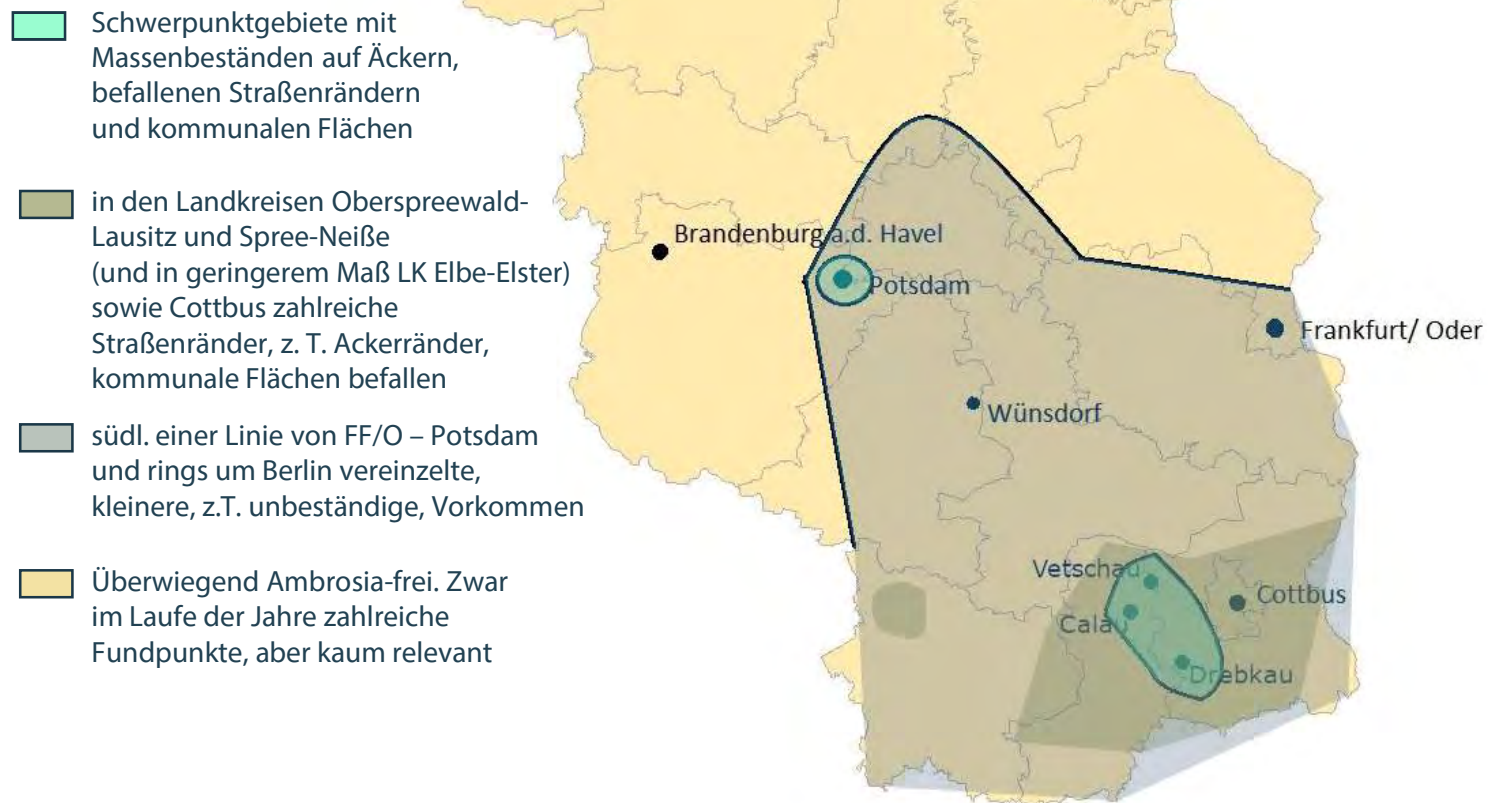 Schwerpunktgebiete mit
Massenbeständen auf Äckern,
befallenen Straßenrändern
und kommunalen Flächen
in den Landkreisen Oberspreewald-
Lausitz und Spree-Neiße
(und in geringerem Maß LK Elbe-Elster)
sowie Cottbus zahlreiche
Straßenränder, z. T. Ackerränder,
kommunale Flächen befallen
südl. einer Linie von FF/O – Potsdam
und rings um Berlin vereinzelte,
kleinere, z.T. unbeständige, Vorkommen
Überwiegend Ambrosia-frei. Zwar
im Laufe der Jahre zahlreiche
Fundpunkte, aber kaum relevant
Brandenburg a.d. Havel
Potsdam
Frankfurt/ Oder
Wünsdorf
Vetschau
Cottbus
Calau
Drebkau